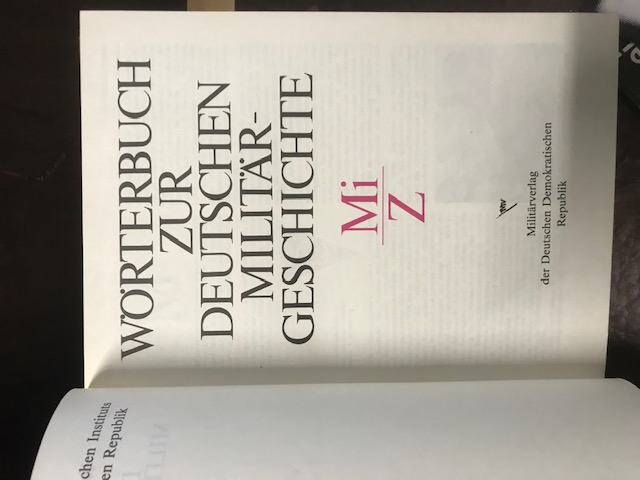 WÖRTERBUCH
ZUR
DEUTSCHEN
MILITÄR-
GESCHICHTE
Mi
Z
Militärverlag
der Deutschen Demokratischen
Republik
chen Instituts
en Republik